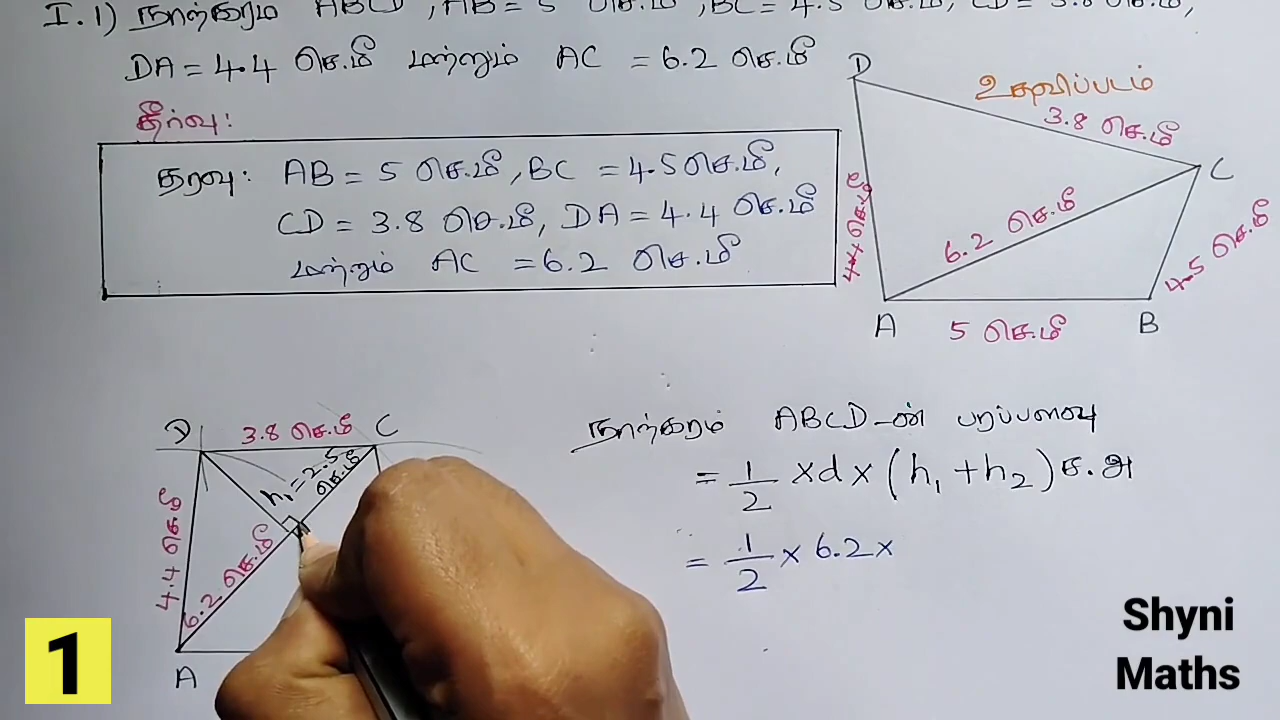 I. 1) நாற்கரம் ABCD, AB = 5 செ.மீ, BC = 4.5 செ.மீ, CD = 3.8 செ.மீ,
DA = 4.4 செ.மீ மற்றும் AC = 6.2 செ.மீ
தீர்வு:
தரவு: AB = 5 செ.மீ, BC = 4.5 செ.மீ,
CD = 3.8 செ.மீ, DA = 4.4 செ.மீ
மற்றும் AC = 6.2 செ.மீ
உதவிப்படம்
D
3.8 செ.மீ
C
4.4 செ.மீ
6.2 செ.மீ
4.5 செ.மீ
A
5 செ.மீ
B
D
3.8 செ.மீ
C
h₁ = 2.5 செ.மீ
4.4 செ.மீ
6.2 செ.மீ
A
நாற்கரம் ABCD-ன் பரப்பளவு
= 1/2 × d × (h₁ + h₂) ச.அ
= 1/2 × 6.2 ×
1
Shyni
Maths